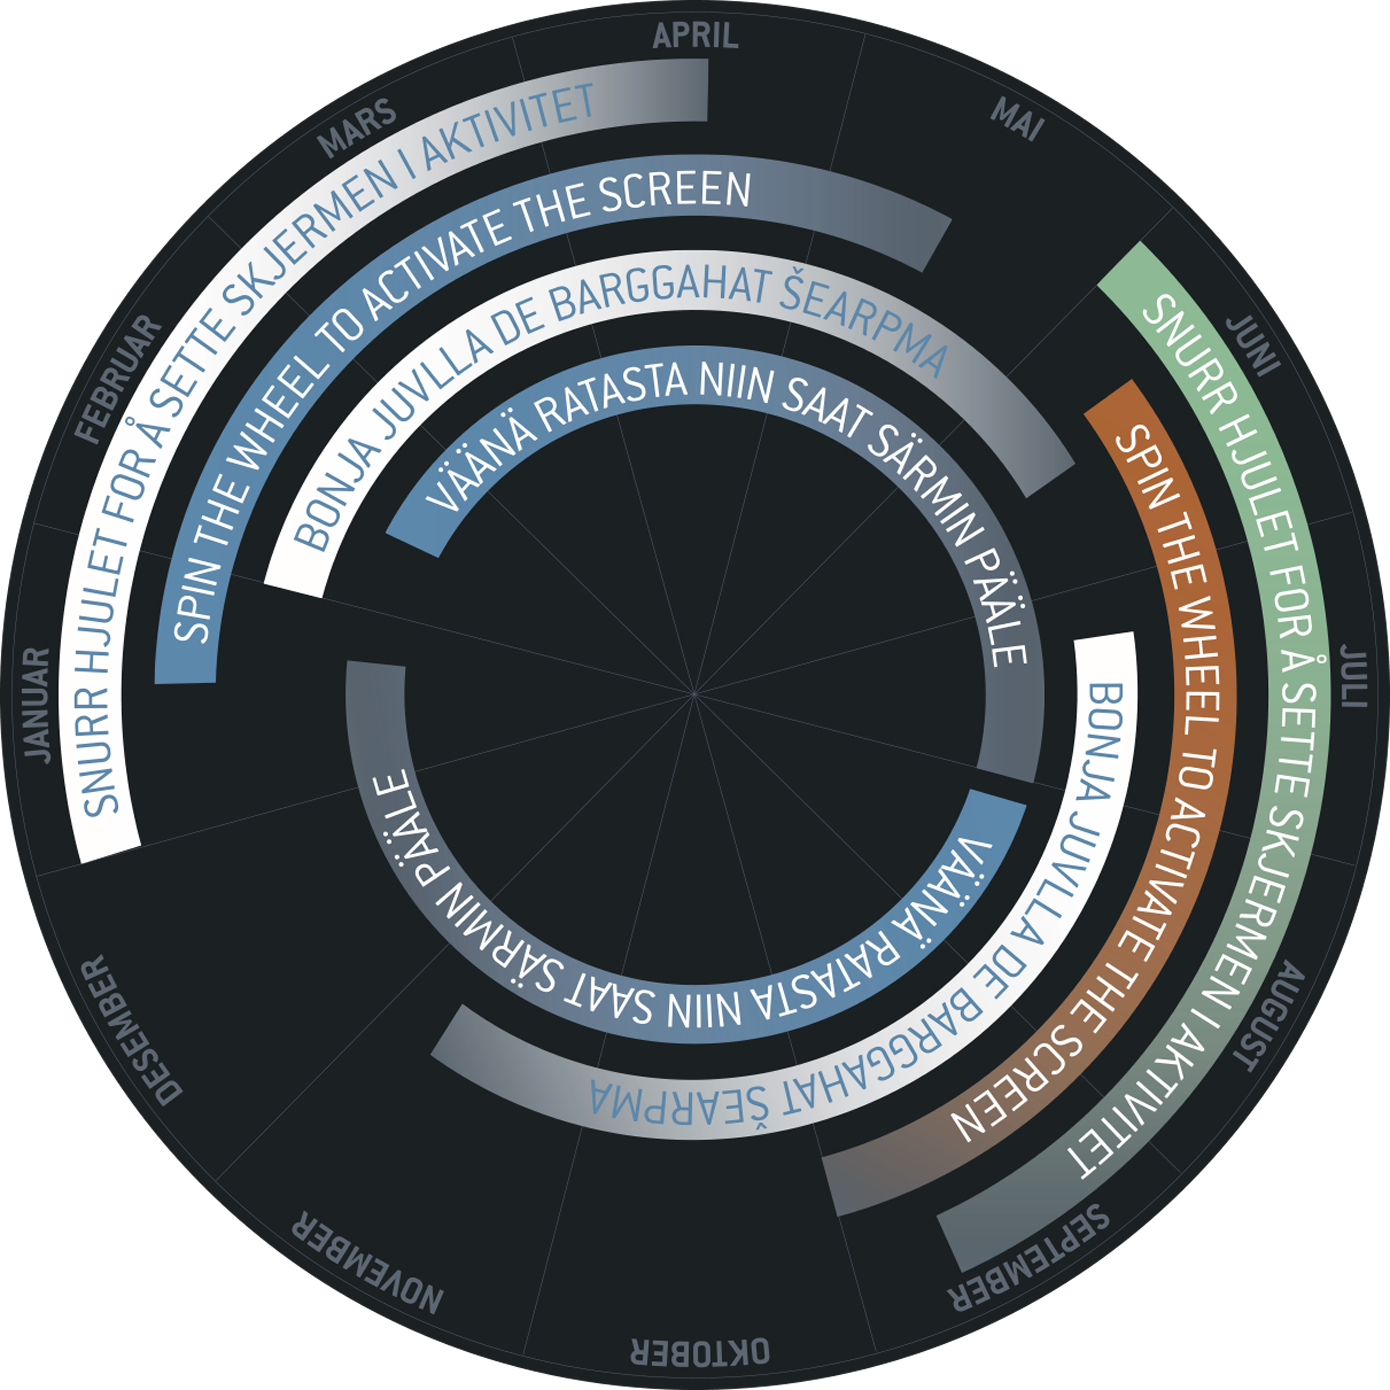 JANUAR
FEBRUAR
MARS
APRIL
MAI
JUNI
JULI
AUGUST
SEPTEMBER
OKTOBER
NOVEMBER
DESEMBER
SNURR HJULET FOR Å SETTE SKJERMEN I AKTIVITET
SPIN THE WHEEL TO ACTIVATE THE SCREEN
BONJA JUVLLA DE BARGGAHAT ŠEARPMA
VÄÄNÄ RATASTA NIIN SAAT SÄRMIN PÄÄLE
SNURR HJULET FOR Å SETTE SKJERMEN I AKTIVITET
SPIN THE WHEEL TO ACTIVATE THE SCREEN
BONJA JUVLLA DE BARGGAHAT ŠEARPMA
VÄÄNÄ RATASTA NIIN SAAT SÄRMIN PÄÄLE